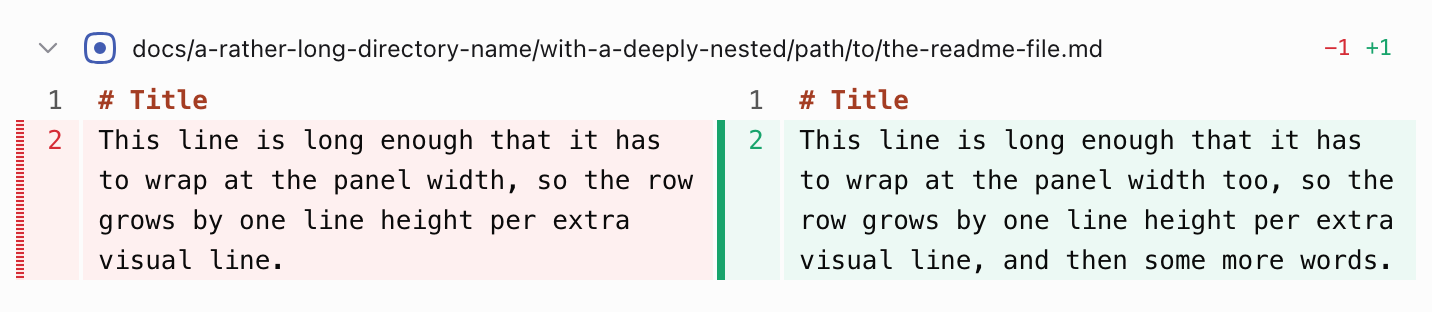 docs/a-rather-long-directory-name/with-a-deeply-nested/path/to/the-readme-file.md
−1 +1
1 # Title
2 This line is long enough that it has
to wrap at the panel width, so the row
grows by one line height per extra
visual line.
1 # Title
2 This line is long enough that it has
to wrap at the panel width too, so the
row grows by one line height per extra
visual line, and then some more words.